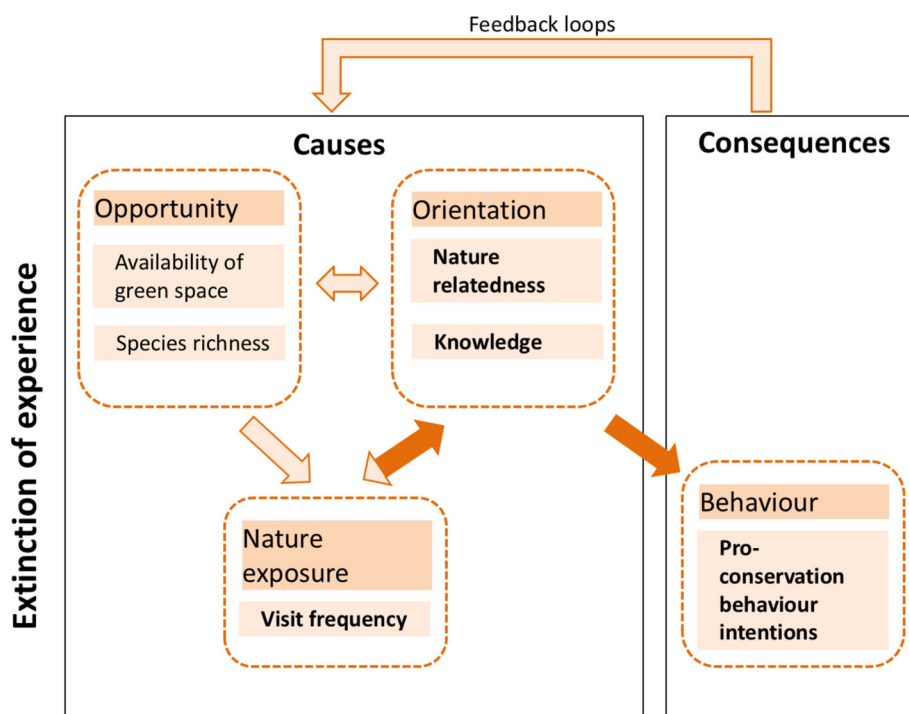 Feedback loops
Extinction of experience
Causes
Opportunity
Availability of
green space
Species richness
Orientation
Nature
relatedness
Knowledge
Nature
exposure
Visit frequency
Consequences
Behaviour
Pro-
conservation
behaviour
intentions